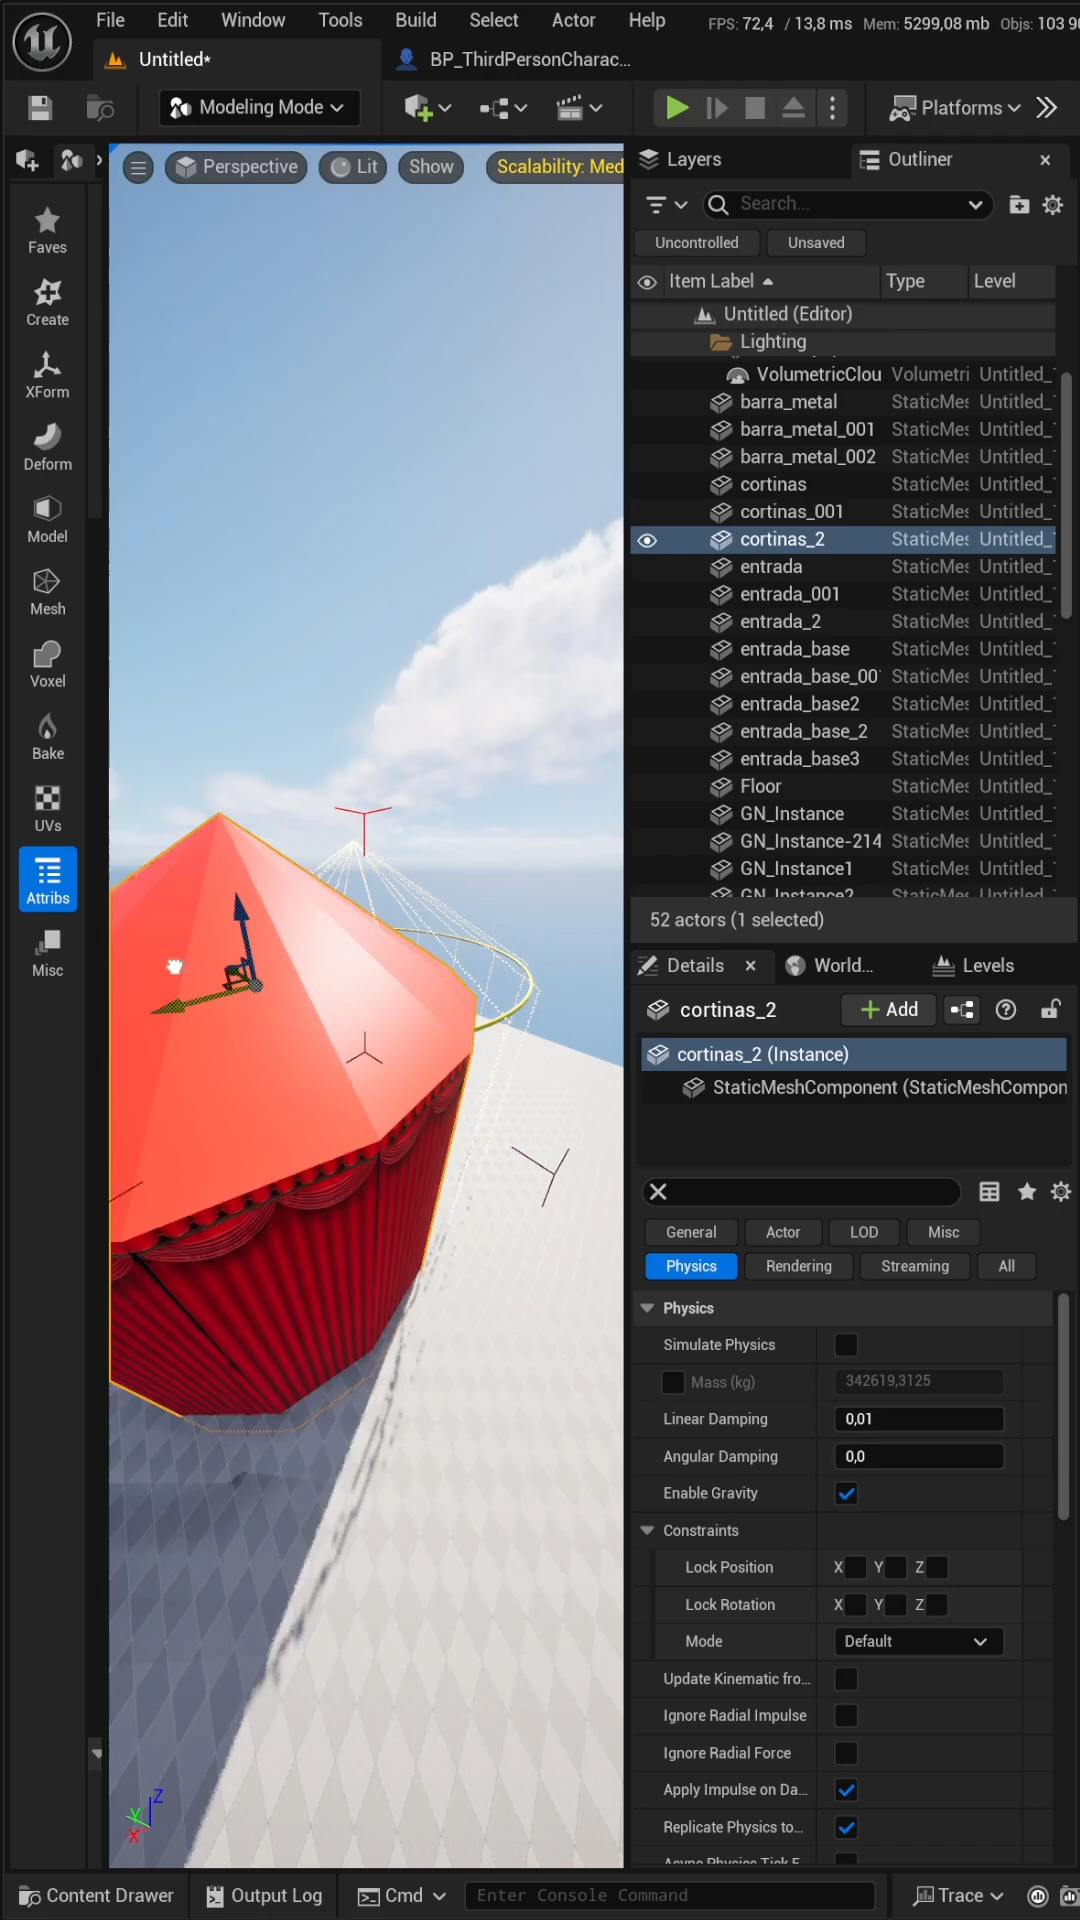 File Edit Window Tools Build Select Actor Help FPS: 72,4 / 13,8 ms Mem: 5299,08 mb Objs: 103
Untitled* BP_ThirdPersonCharac...
Modeling Mode Platforms
Perspective Lit Show Scalability: Med
Layers Outliner
Search...
Uncontrolled Unsaved
Item Label Type Level
Untitled (Editor)
Lighting
VolumetricClou Volumetri Untitled_
barra_metal StaticMes Untitled_
barra_metal_001 StaticMes Untitled_
barra_metal_002 StaticMes Untitled_
cortinas StaticMes Untitled_
cortinas_001 StaticMes Untitled_
cortinas_2 StaticMes Untitled_
entrada StaticMes Untitled_
entrada_001 StaticMes Untitled_
entrada_2 StaticMes Untitled_
entrada_base StaticMes Untitled_
entrada_base_00 StaticMes Untitled_
entrada_base2 StaticMes Untitled_
entrada_base_2 StaticMes Untitled_
entrada_base3 StaticMes Untitled_
Floor StaticMes Untitled_
GN_Instance StaticMes Untitled_
GN_Instance-214 StaticMes Untitled_
GN_Instance1 StaticMes Untitled_
GN_Instance2
52 actors (1 selected)
Faves
Create
XForm
Deform
Model
Mesh
Voxel
Bake
UVs
Attribs
Misc
Details World... Levels
cortinas_2 Add
cortinas_2 (Instance)
StaticMeshComponent (StaticMeshCompon
General Actor LOD Misc
Physics Rendering Streaming All
Physics
Simulate Physics
Mass (kg) 342619,3125
Linear Damping 0,01
Angular Damping 0,0
Enable Gravity
Constraints
Lock Position X Y Z
Lock Rotation X Y Z
Mode Default
Update Kinematic fro...
Ignore Radial Impulse
Ignore Radial Force
Apply Impulse on Da...
Replicate Physics to...
Async Physics Tick E
Z
Y
X
Content Drawer Output Log Cmd Enter Console Command Trace